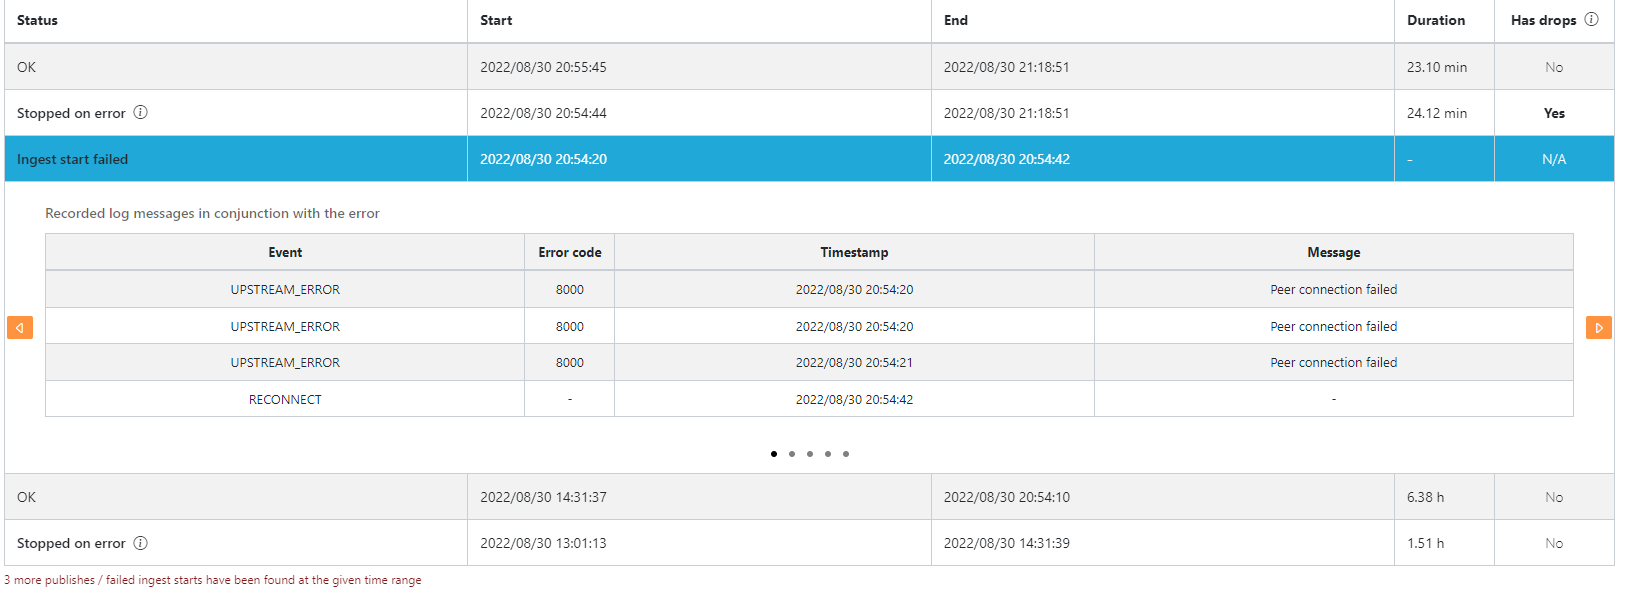 Status Start End Duration Has drops
OK 2022/08/30 20:55:45 2022/08/30 21:18:51 23.10 min No
Stopped on error 2022/08/30 20:54:44 2022/08/30 21:18:51 24.12 min Yes
Ingest start failed 2022/08/30 20:54:20 2022/08/30 20:54:42 - N/A
Recorded log messages in conjunction with the error
Event Error code Timestamp Message
UPSTREAM_ERROR 8000 2022/08/30 20:54:20 Peer connection failed
UPSTREAM_ERROR 8000 2022/08/30 20:54:20 Peer connection failed
UPSTREAM_ERROR 8000 2022/08/30 20:54:21 Peer connection failed
RECONNECT - 2022/08/30 20:54:42 -
OK 2022/08/30 14:31:37 2022/08/30 20:54:10 6.38 h No
Stopped on error 2022/08/30 13:01:13 2022/08/30 14:31:39 1.51 h No
3 more publishes / failed ingest starts have been found at the given time range